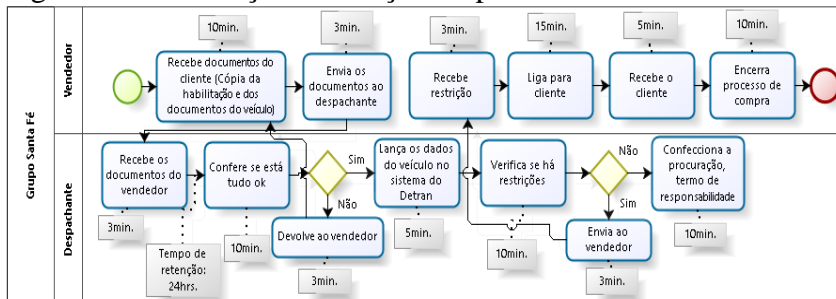 10min.
3min.
3min.
15min.
5min.
10min.
Grupo Santa Fé
Vendedor
Recebe documentos do
cliente (Cópia da
habilitação e dos
documentos do veículo)
Envia os
documentos ao
despachante
Recebe
restrição
Liga para
cliente
Recebe o
cliente
Encerra
processo de
compra
Despachante
Recebe os
documentos do
vendedor
Confere se está
tudo ok
Sim
Não
Lança os dados
do veículo no
sistema do
Detran
Verifica se há
restrições
Não
Sim
Confecciona a
procuração,
termo de
responsabilidade
Devolve ao vendedor
Envia ao
vendedor
3min.
Tempo de
retenção:
24hrs.
10min.
3min.
5min.
10min.
3min.
10min.